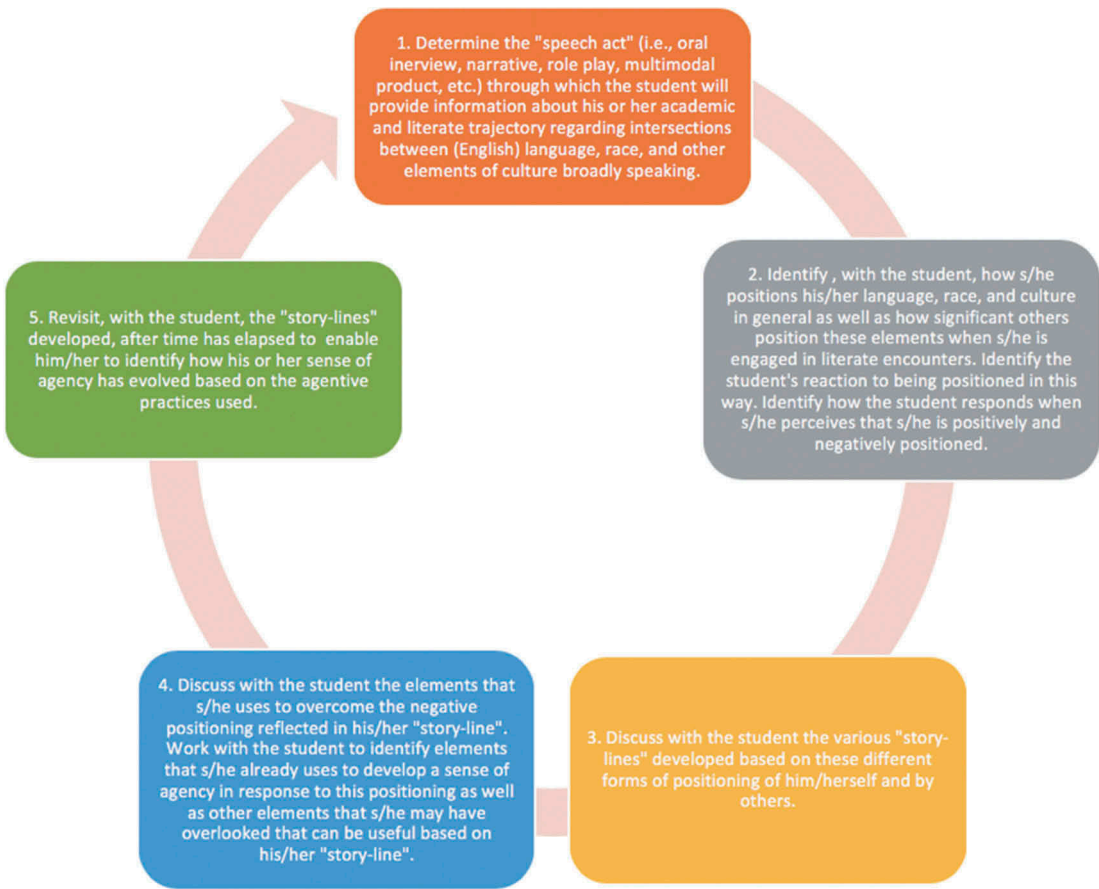 1. Determine the "speech act" (i.e., oral
inerview, narrative, role play, multimodal
product, etc.) through which the student will
provide information about his or her academic
and literate trajectory regarding intersections
between (English) language, race, and other
elements of culture broadly speaking.
2. Identify , with the student, how s/he
positions his/her language, race, and culture
in general as well as how significant others
position these elements when s/he is
engaged in literate encounters. Identify the
student's reaction to being positioned in this
way. Identify how the student responds when
s/he perceives that s/he is positively and
negatively positioned.
3. Discuss with the student the various "story-
lines" developed based on these different
forms of positioning of him/herself and by
others.
4. Discuss with the student the elements that
s/he uses to overcome the negative
positioning reflected in his/her "story-line".
Work with the student to identify elements
that s/he already uses to develop a sense of
agency in response to this positioning as well
as other elements that s/he may have
overlooked that can be useful based on
his/her "story-line".
5. Revisit, with the student, the "story-lines"
developed, after time has elapsed to enable
him/her to identify how his or her sense of
agency has evolved based on the agentive
practices used.